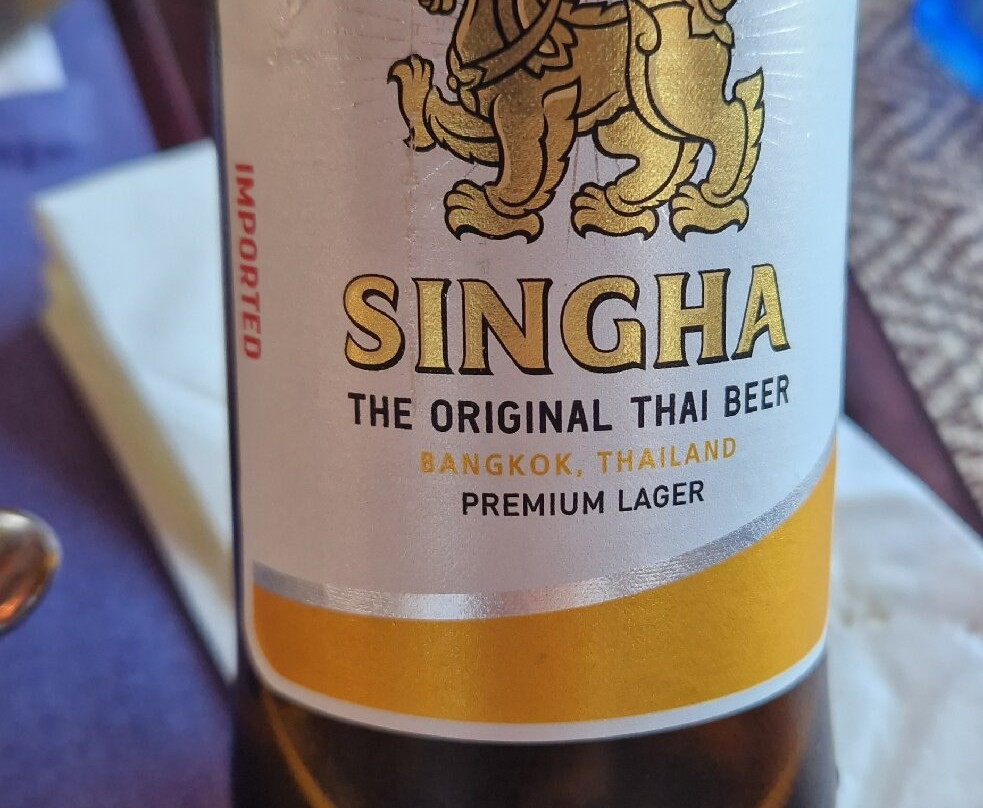 IMPORTED
SINGHA
THE ORIGINAL THAI BEER
BANGKOK, THAILAND
PREMIUM LAGER